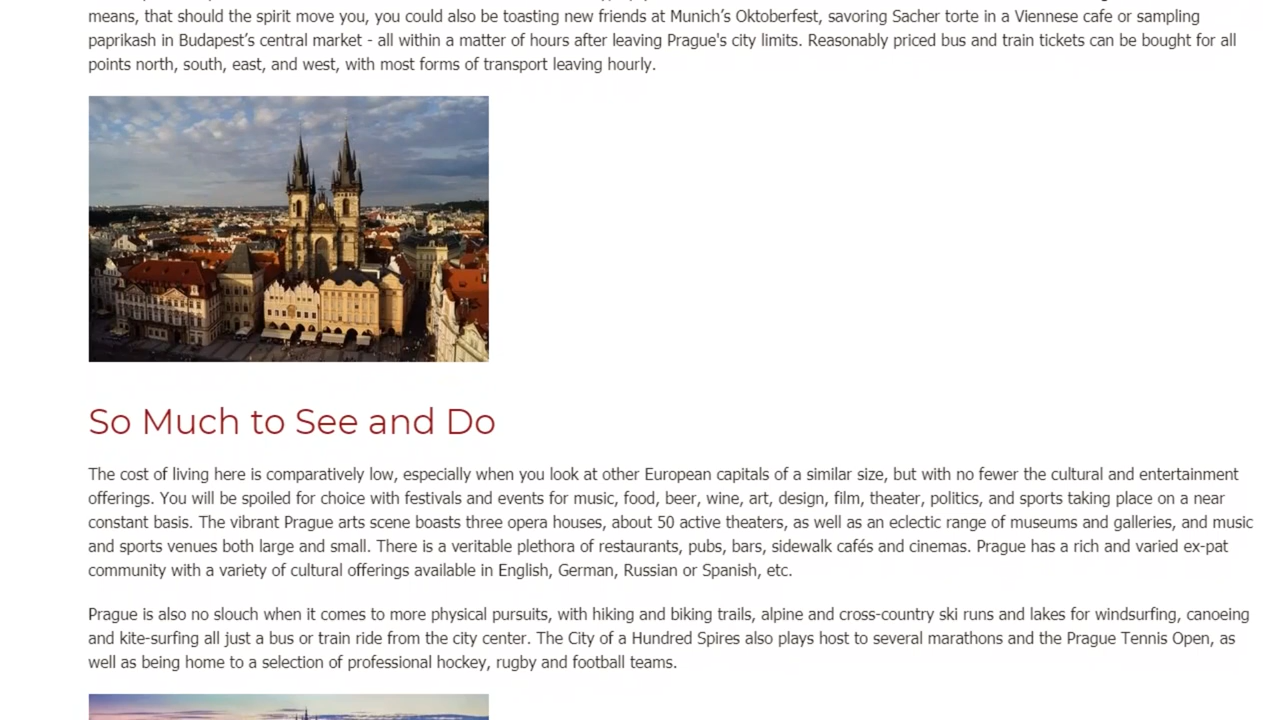 means, that should the spirit move you, you could also be toasting new friends at Munich’s Oktoberfest, savoring Sacher torte in a Viennese cafe or sampling
paprikash in Budapest’s central market - all within a matter of hours after leaving Prague's city limits. Reasonably priced bus and train tickets can be bought for all
points north, south, east, and west, with most forms of transport leaving hourly.
So Much to See and Do
The cost of living here is comparatively low, especially when you look at other European capitals of a similar size, but with no fewer the cultural and entertainment
offerings. You will be spoiled for choice with festivals and events for music, food, beer, wine, art, design, film, theater, politics, and sports taking place on a near
constant basis. The vibrant Prague arts scene boasts three opera houses, about 50 active theaters, as well as an eclectic range of museums and galleries, and music
and sports venues both large and small. There is a veritable plethora of restaurants, pubs, bars, sidewalk cafés and cinemas. Prague has a rich and varied ex-pat
community with a variety of cultural offerings available in English, German, Russian or Spanish, etc.
Prague is also no slouch when it comes to more physical pursuits, with hiking and biking trails, alpine and cross-country ski runs and lakes for windsurfing, canoeing
and kite-surfing all just a bus or train ride from the city center. The City of a Hundred Spires also plays host to several marathons and the Prague Tennis Open, as
well as being home to a selection of professional hockey, rugby and football teams.